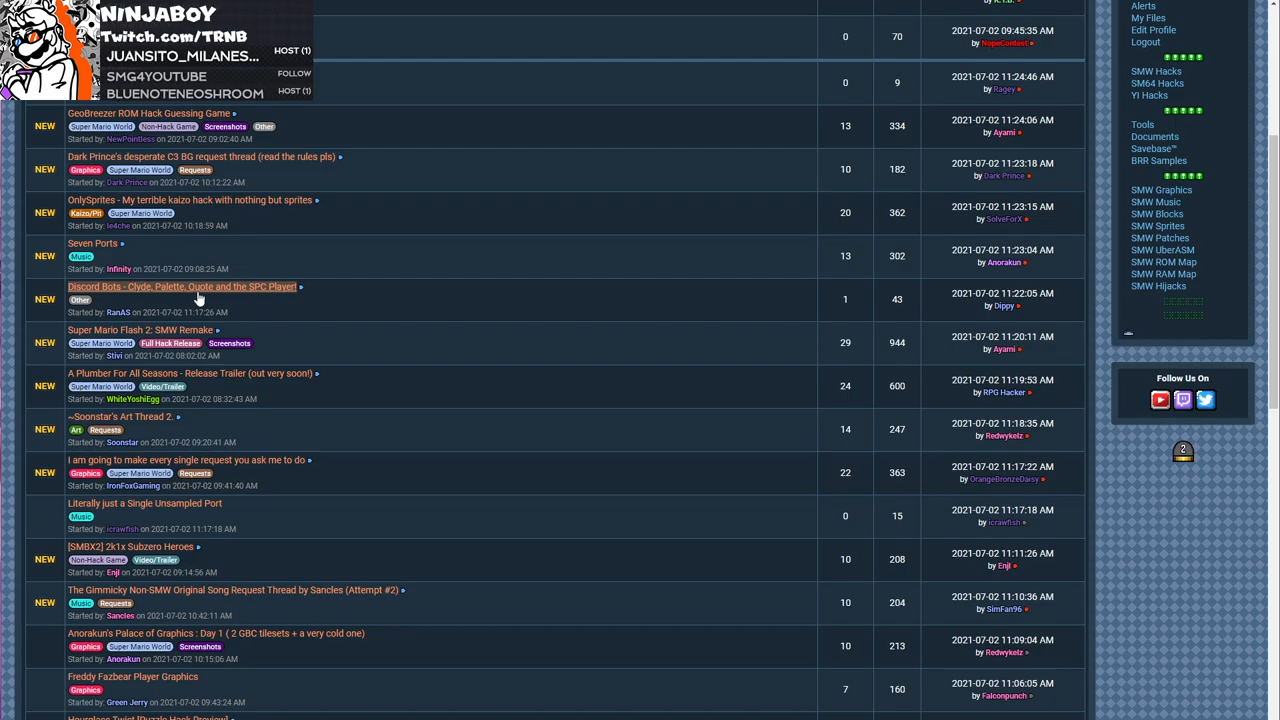 NINJABOY
Twitch.com/TRNB
JUANSITO_MILANES... HOST (1)
SMG4YOUTUBE FOLLOW
BLUENOTENEOSHROOM HOST (1)
0 70 2021-07-02 09:45:35 AM
by NopeContest
0 9 2021-07-02 11:24:46 AM
by Ragey
NEW GeoBreezer ROM Hack Guessing Game
Super Mario World Non-Hack Game Screenshots Other
Started by: NewPointless on 2021-07-02 09:02:40 AM
13 334 2021-07-02 11:24:06 AM
by Ayami
NEW Dark Prince's desperate C3 BG request thread (read the rules pls)
Graphics Super Mario World Requests
Started by: Dark Prince on 2021-07-02 10:12:22 AM
10 182 2021-07-02 11:23:18 AM
by Dark Prince
NEW OnlySprites - My terrible kaizo hack with nothing but sprites
Kaizo/Pit Super Mario World
Started by: le4che on 2021-07-02 10:18:59 AM
20 362 2021-07-02 11:23:15 AM
by SolveForX
NEW Seven Ports
Music
Started by: Infinity on 2021-07-02 09:08:25 AM
13 302 2021-07-02 11:23:04 AM
by Anorakun
NEW Discord Bots - Clyde, Palette, Quote and the SPC Player!
Other
Started by: RanAS on 2021-07-02 11:17:26 AM
1 43 2021-07-02 11:22:05 AM
by Dippy
NEW Super Mario Flash 2: SMW Remake
Super Mario World Full Hack Release Screenshots
Started by: Stivi on 2021-07-02 08:02:02 AM
29 944 2021-07-02 11:20:11 AM
by Ayami
NEW A Plumber For All Seasons - Release Trailer (out very soon!)
Super Mario World Video/Trailer
Started by: WhiteYoshiEgg on 2021-07-02 08:32:43 AM
24 600 2021-07-02 11:19:53 AM
by RPG Hacker
NEW ~Soonstar's Art Thread 2.
Art Requests
Started by: Soonstar on 2021-07-02 09:20:41 AM
14 247 2021-07-02 11:18:35 AM
by Redwykelz
NEW I am going to make every single request you ask me to do
Graphics Super Mario World Requests
Started by: IronFoxGaming on 2021-07-02 09:41:40 AM
22 363 2021-07-02 11:17:22 AM
by OrangeBronzeDaisy
Literally just a Single Unsampled Port
Music
Started by: icrawfish on 2021-07-02 11:17:18 AM
0 15 2021-07-02 11:17:18 AM
by icrawfish
NEW [SMBX2] 2k1x Subzero Heroes
Non-Hack Game Video/Trailer
Started by: Enjl on 2021-07-02 09:14:56 AM
10 208 2021-07-02 11:11:26 AM
by Enjl
NEW The Gimmicky Non-SMW Original Song Request Thread by Sancles (Attempt #2)
Music Requests
Started by: Sancles on 2021-07-02 10:42:11 AM
10 204 2021-07-02 11:10:36 AM
by SimFan96
Anorakun's Palace of Graphics : Day 1 ( 2 GBC tilesets + a very cold one)
Graphics Super Mario World Screenshots
Started by: Anorakun on 2021-07-02 10:15:06 AM
10 213 2021-07-02 11:09:04 AM
by Redwykelz
Freddy Fazbear Player Graphics
Graphics
Started by: Green Jerry on 2021-07-02 09:43:24 AM
7 160 2021-07-02 11:06:05 AM
by Falconpunch
Hourglass Twist [Puzzle Hack Preview]
Alerts
My Files
Edit Profile
Logout
SMW Hacks
SM64 Hacks
YI Hacks
Tools
Documents
Savebase™
BRR Samples
SMW Graphics
SMW Music
SMW Blocks
SMW Sprites
SMW Patches
SMW UberASM
SMW ROM Map
SMW RAM Map
SMW Hijacks
Follow Us On
2